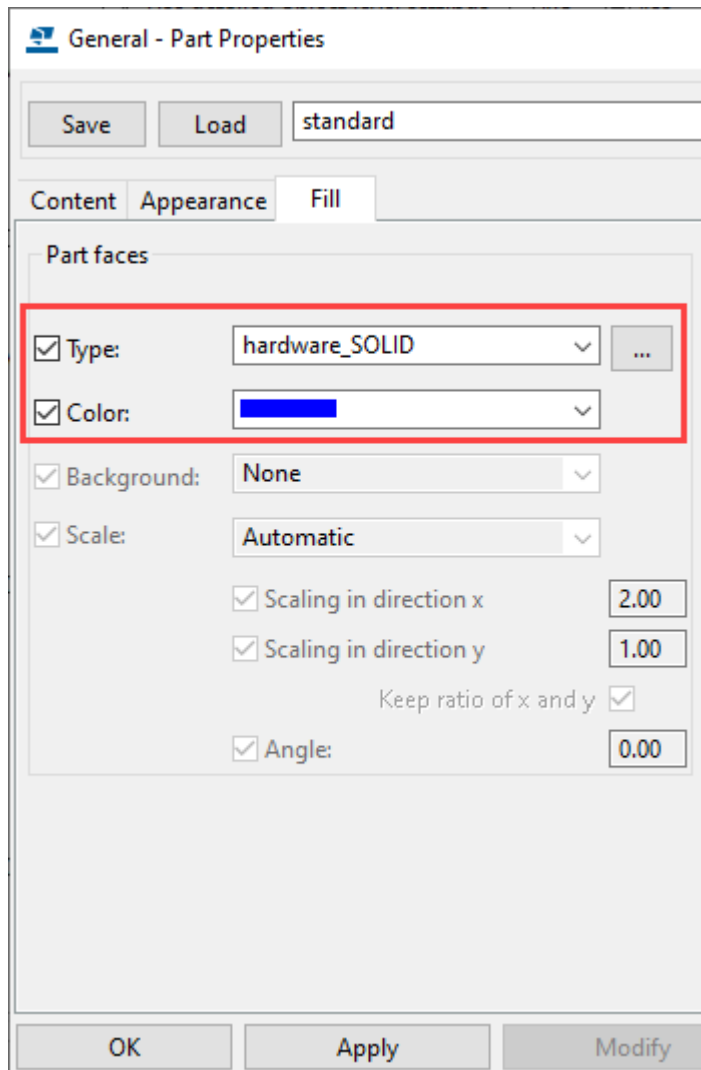 General - Part Properties
Save Load standard
Content Appearance Fill
Part faces
Type: hardware_SOLID ...
Color:
Background: None
Scale: Automatic
Scaling in direction x 2.00
Scaling in direction y 1.00
Keep ratio of x and y
Angle: 0.00
OK Apply Modify